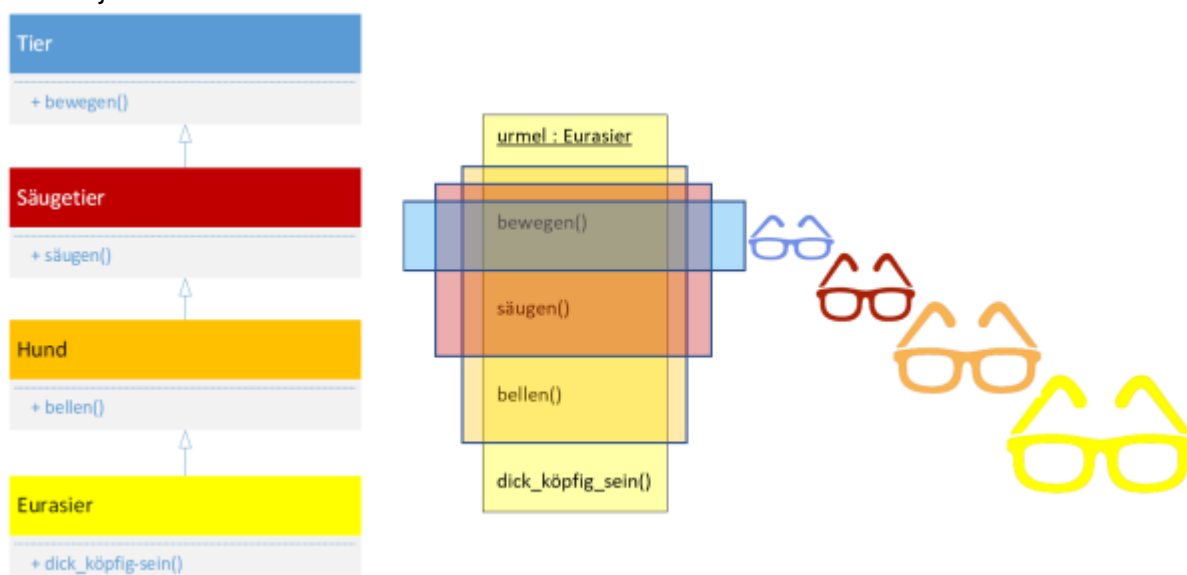 Tier
+ bewegen()
Säugetier
+ säugen()
Hund
+ bellen()
Eurasier
+ dick_köpfig-sein()
urmel : Eurasier
bewegen()
säugen()
bellen()
dick_köpfig_sein()